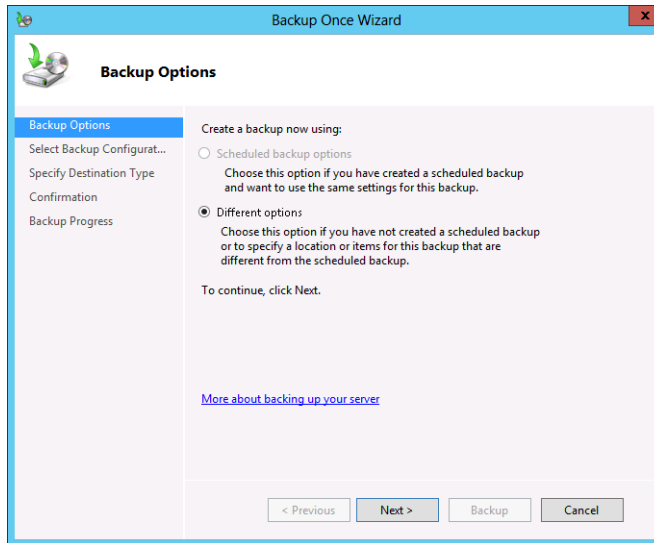 Backup Once Wizard
x
Backup Options
Backup Options
Select Backup Configurat...
Specify Destination Type
Confirmation
Backup Progress
Create a backup now using:
Scheduled backup options
Choose this option if you have created a scheduled backup
and want to use the same settings for this backup.
Different options
Choose this option if you have not created a scheduled backup
or to specify a location or items for this backup that are
different from the scheduled backup.
To continue, click Next.
More about backing up your server
< Previous
Next >
Backup
Cancel